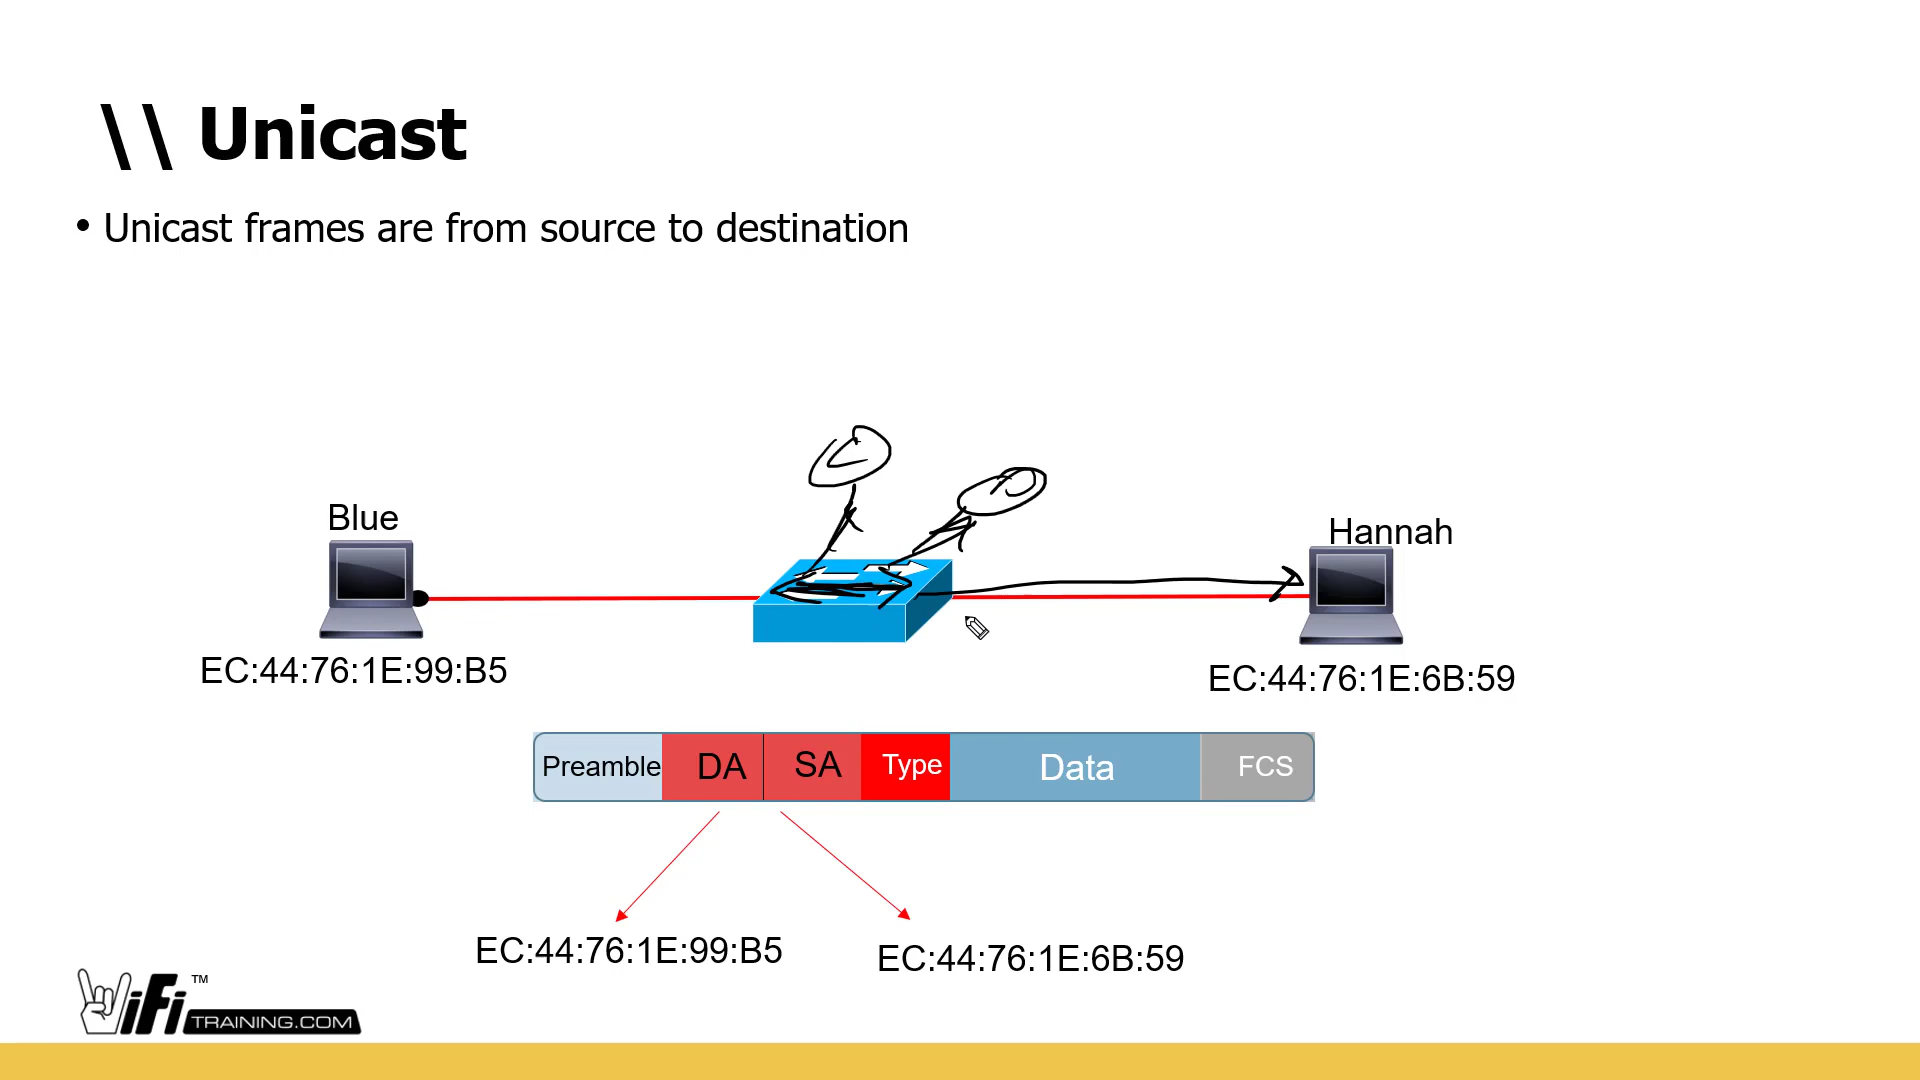 \\ Unicast
• Unicast frames are from source to destination
Blue
Hannah
EC:44:76:1E:99:B5
EC:44:76:1E:6B:59
Preamble DA SA Type Data FCS
EC:44:76:1E:99:B5
EC:44:76:1E:6B:59
WiFi TM
TRAINING.COM